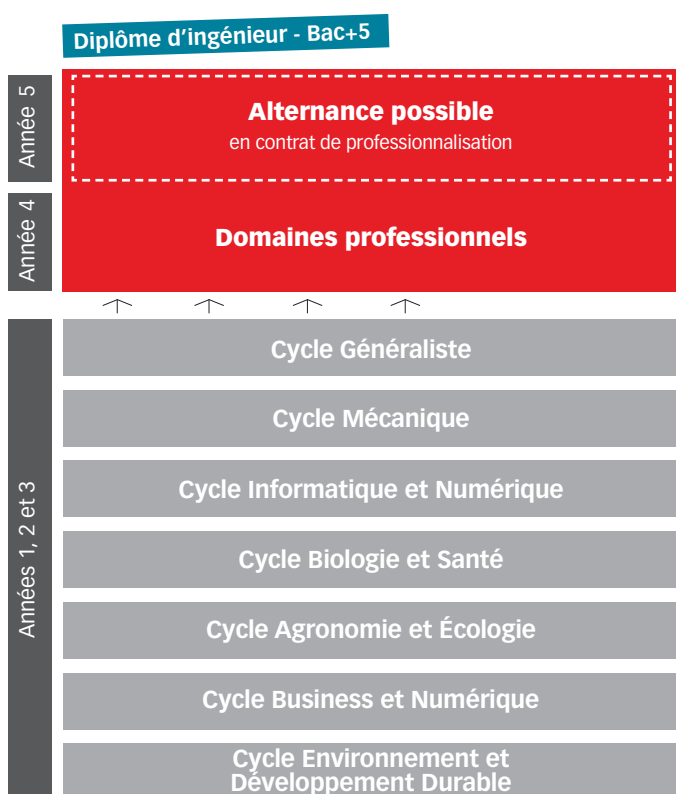 Diplôme d'ingénieur - Bac+5
Année 5
Alternance possible
en contrat de professionnalisation
Année 4
Domaines professionnels
Années 1, 2 et 3
Cycle Généraliste
Cycle Mécanique
Cycle Informatique et Numérique
Cycle Biologie et Santé
Cycle Agronomie et Écologie
Cycle Business et Numérique
Cycle Environnement et
Développement Durable